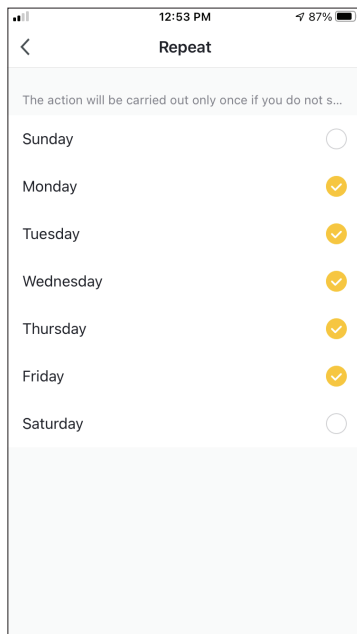 12:53 PM
87%
Repeat
The action will be carried out only once if you do not s...
Sunday
Monday
Tuesday
Wednesday
Thursday
Friday
Saturday